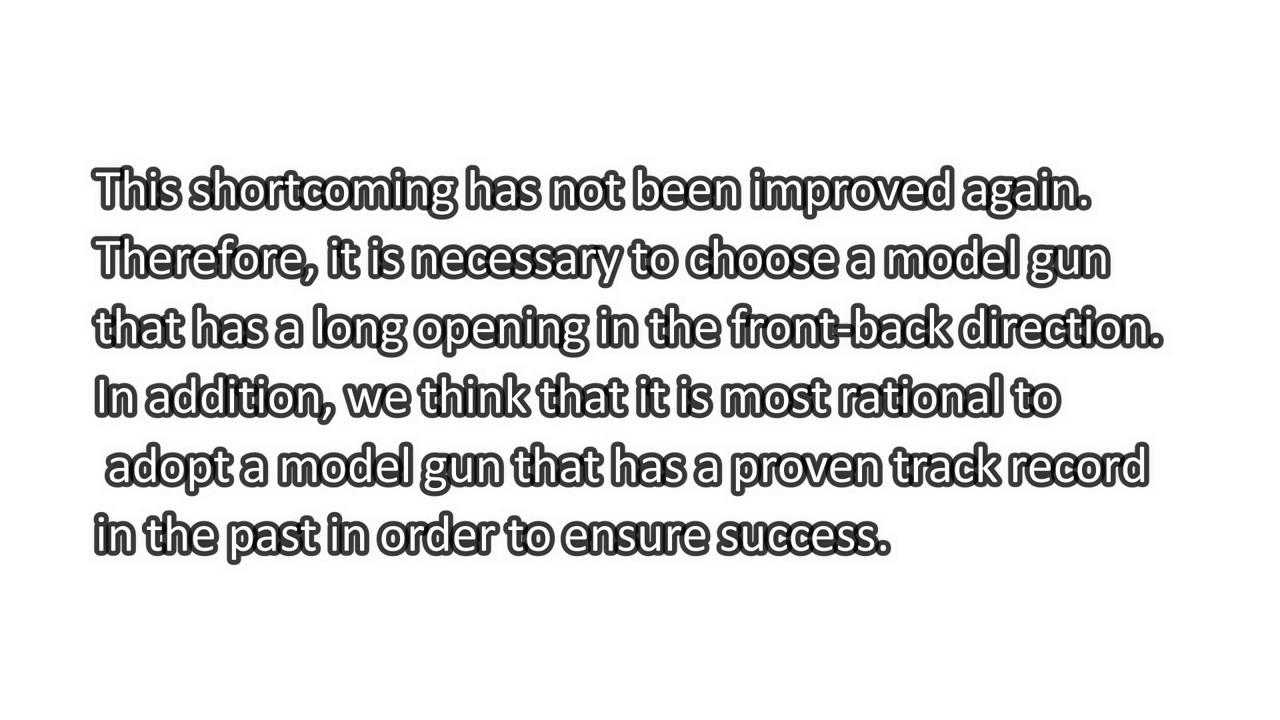 This shortcoming has not been improved again.
Therefore, it is necessary to choose a model gun
that has a long opening in the front-back direction.
In addition, we think that it is most rational to
adopt a model gun that has a proven track record
in the past in order to ensure success.